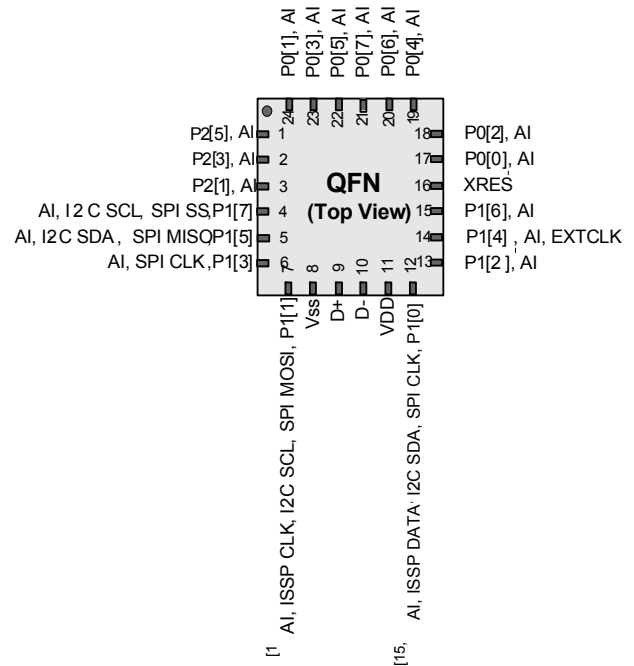 P0[1], AI
P0[3], AI
P0[5], AI
P0[7], AI
P0[6], AI
P0[4], AI
24
23
22
21
20
19
P2[5], AI
1
18
P0[2], AI
P2[3], AI
2
17
P0[0], AI
P2[1], AI
3
QFN
16
XRES
AI, I2 C SCL, SPI SS,P1[7]
4
(Top View)
15
P1[6], AI
AI, I2C SDA , SPI MISO,P1[5]
5
14
P1[4] , AI, EXTCLK
AI, SPI CLK,P1[3]
6
13
P1[2 ], AI
7
8
9
10
11
12
AI, ISSP CLK, I2C SCL, SPI MOSI, P1[1]
Vss
D+
D-
VDD
AI, ISSP DATA, I2C SDA, SPI CLK, P1[0]
[1
[15,